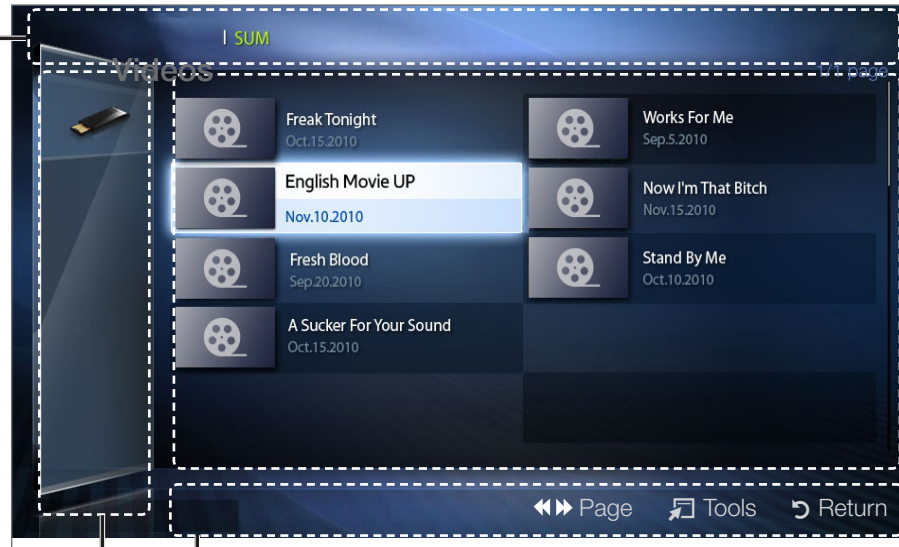 | SUM
Videos
1/1 page
Freak Tonight
Oct.15.2010
Works For Me
Sep.5.2010
English Movie UP
Nov.10.2010
Now I'm That Bitch
Nov.15.2010
Fresh Blood
Sep.20.2010
Stand By Me
Oct.10.2010
A Sucker For Your Sound
Oct.15.2010
Page Tools Return